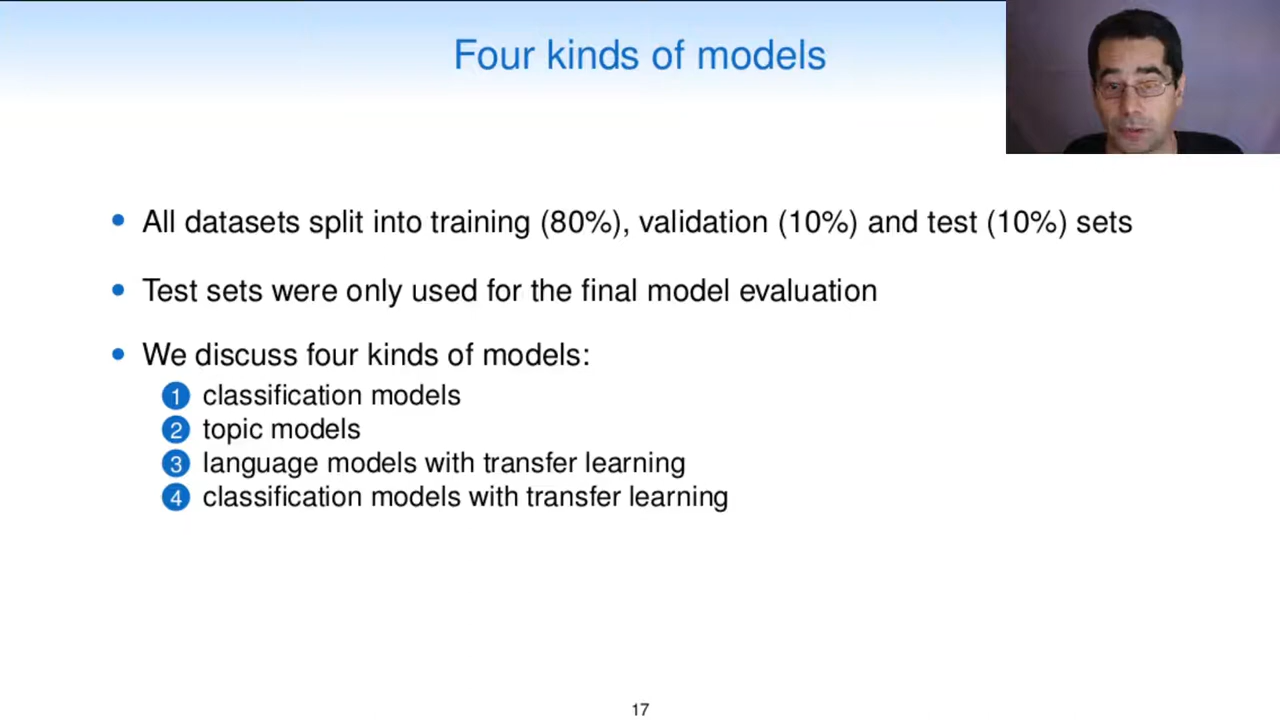 Four kinds of models
All datasets split into training (80%), validation (10%) and test (10%) sets
Test sets were only used for the final model evaluation
We discuss four kinds of models:
1 classification models
2 topic models
3 language models with transfer learning
4 classification models with transfer learning
17